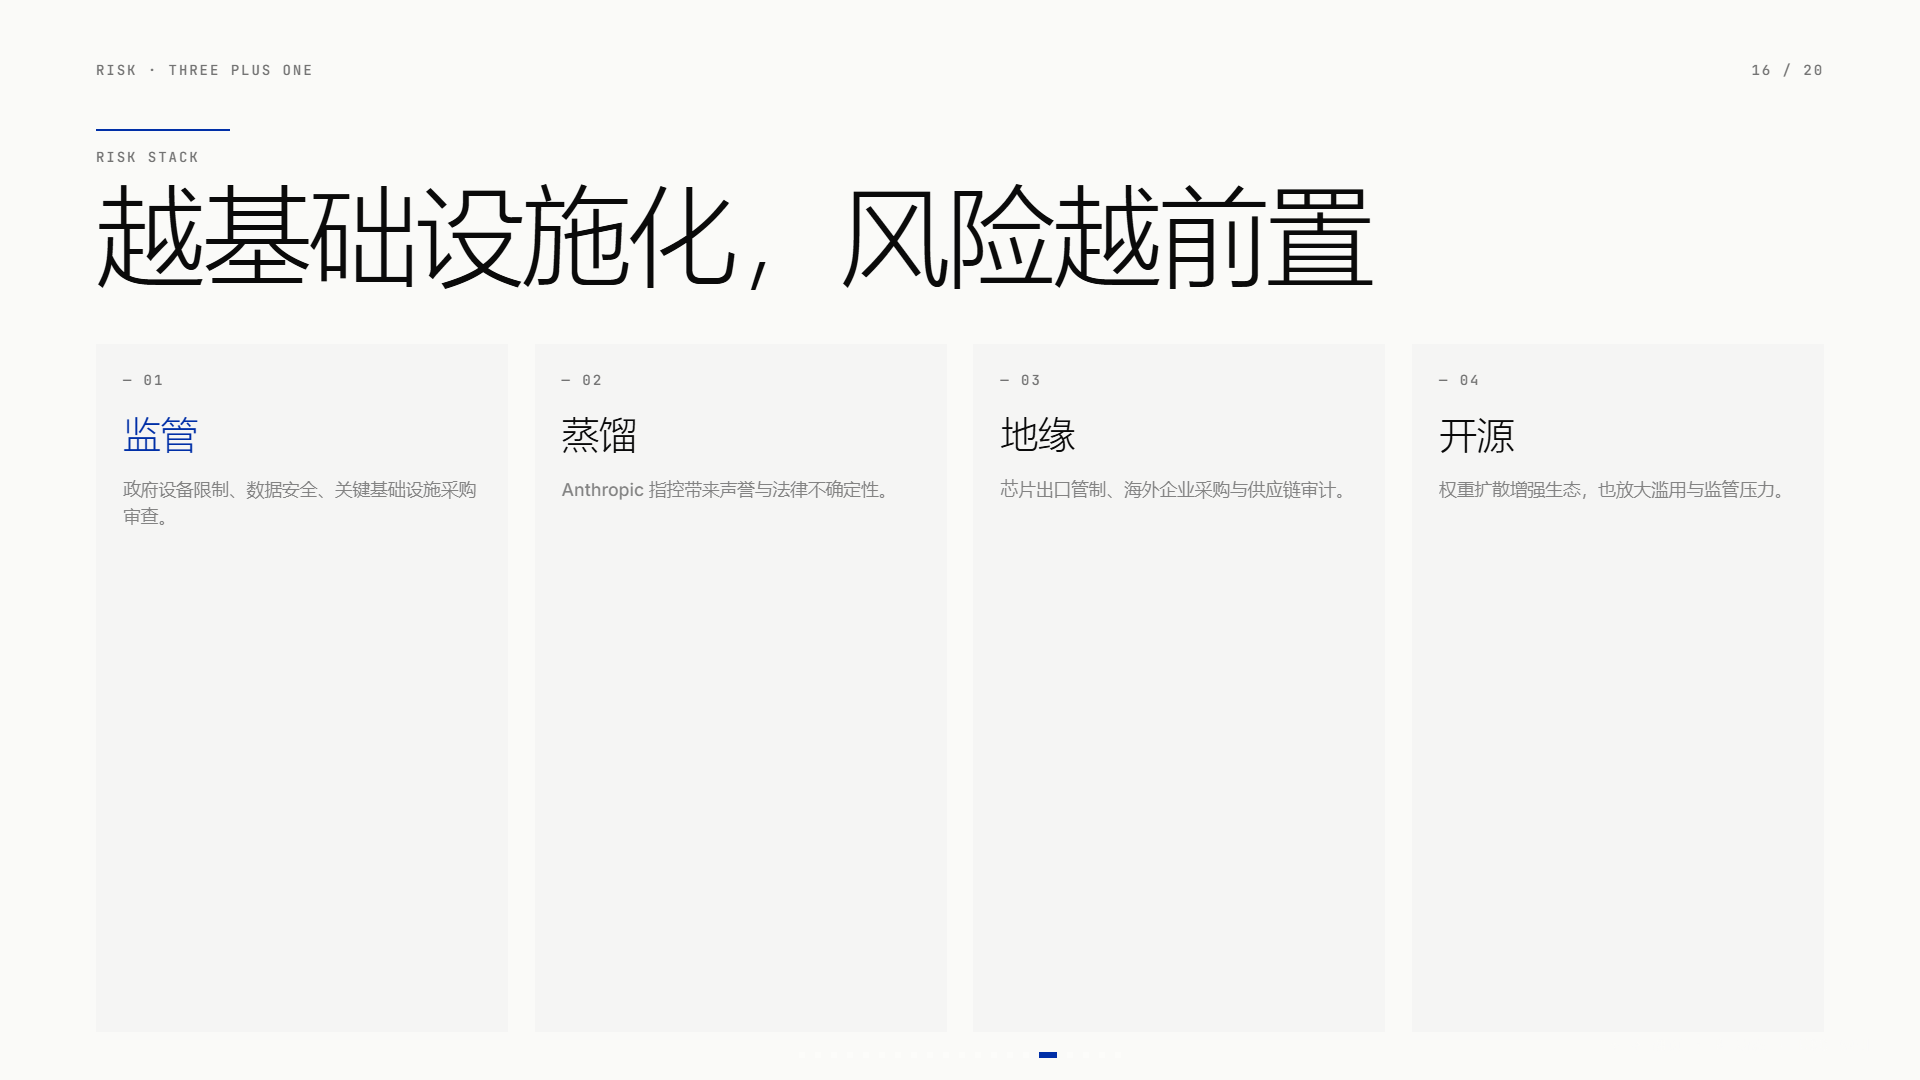 RISK · THREE PLUS ONE
16 / 20
RISK STACK
越基础设施化，风险越前置
— 01
监管
政府设备限制、数据安全、关键基础设施采购
审查。
— 02
蒸馏
Anthropic 指控带来声誉与法律不确定性。
— 03
地缘
芯片出口管制、海外企业采购与供应链审计。
— 04
开源
权重扩散增强生态，也放大滥用与监管压力。